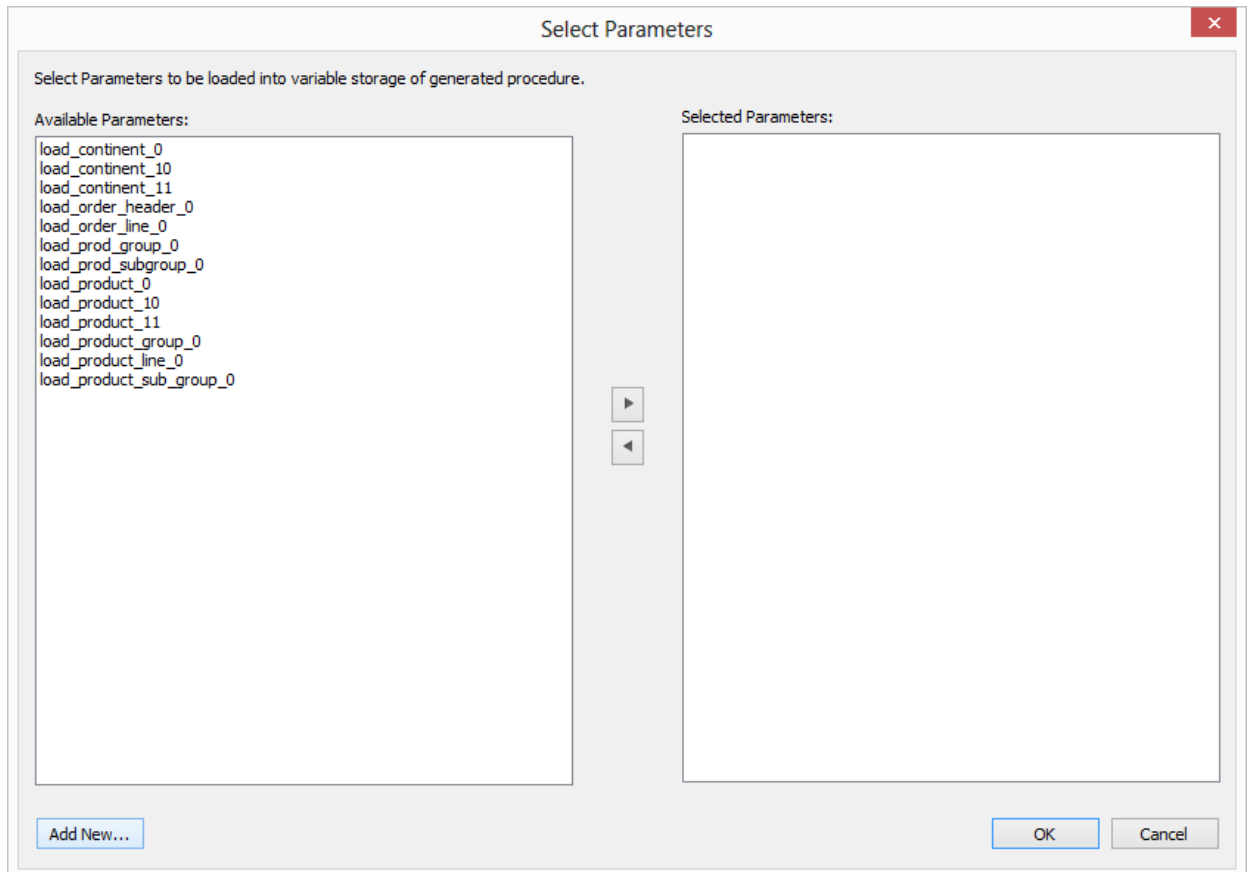 Select Parameters
Select Parameters to be loaded into variable storage of generated procedure.
Available Parameters:
load_continent_0
load_continent_10
load_continent_11
load_order_header_0
load_order_line_0
load_prod_group_0
load_prod_subgroup_0
load_product_0
load_product_10
load_product_11
load_product_group_0
load_product_line_0
load_product_sub_group_0
Selected Parameters:
Add New...
OK
Cancel